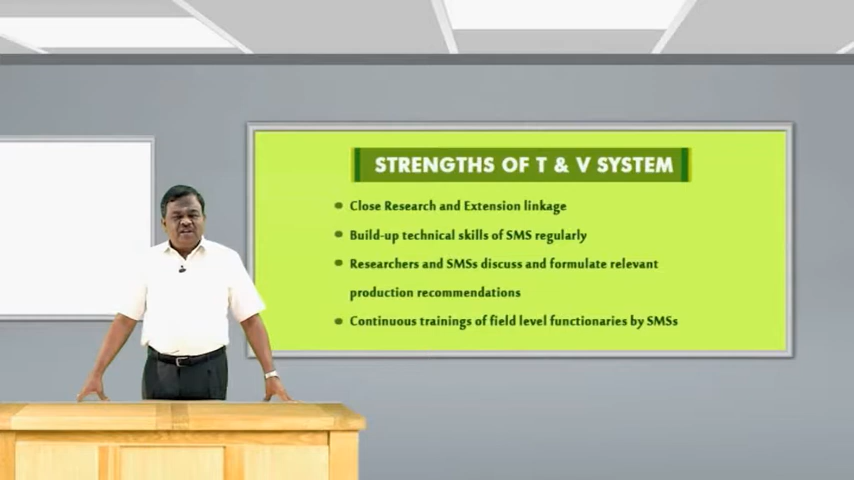 STRENGTHS OF T & V SYSTEM
Close Research and Extension linkage
Build-up technical skills of SMS regularly
Researchers and SMSs discuss and formulate relevant
production recommendations
Continuous trainings of field level functionaries by SMSs